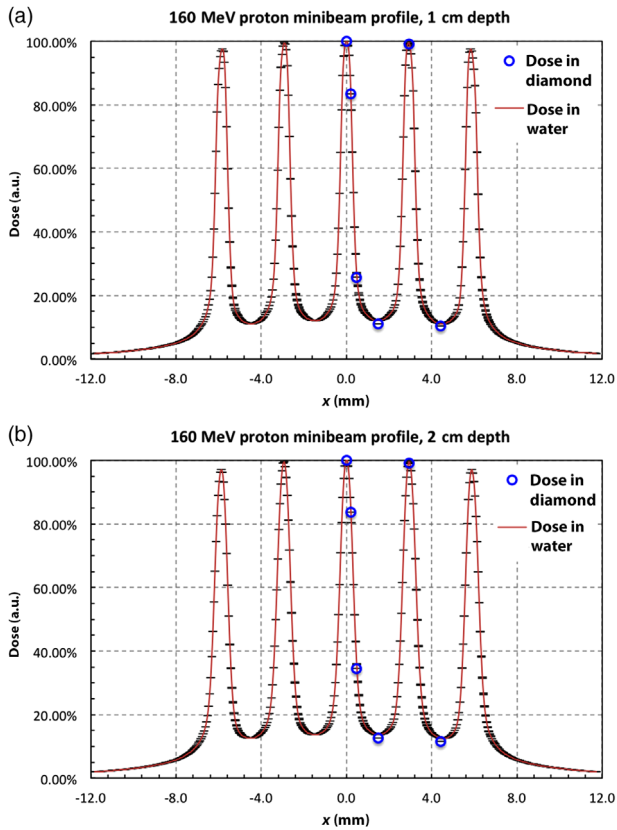 (a)
160 MeV proton minibeam profile, 1 cm depth
100.00%
80.00%
60.00%
40.00%
20.00%
0.00%
Dose (a.u.)
Dose in
diamond
Dose in
water
-12.0 -8.0 -4.0 0.0 4.0 8.0 12.0
x (mm)
(b)
160 MeV proton minibeam profile, 2 cm depth
100.00%
80.00%
60.00%
40.00%
20.00%
0.00%
Dose (a.u.)
Dose in
diamond
Dose in
water
-12.0 -8.0 -4.0 0.0 4.0 8.0 12.0
x (mm)